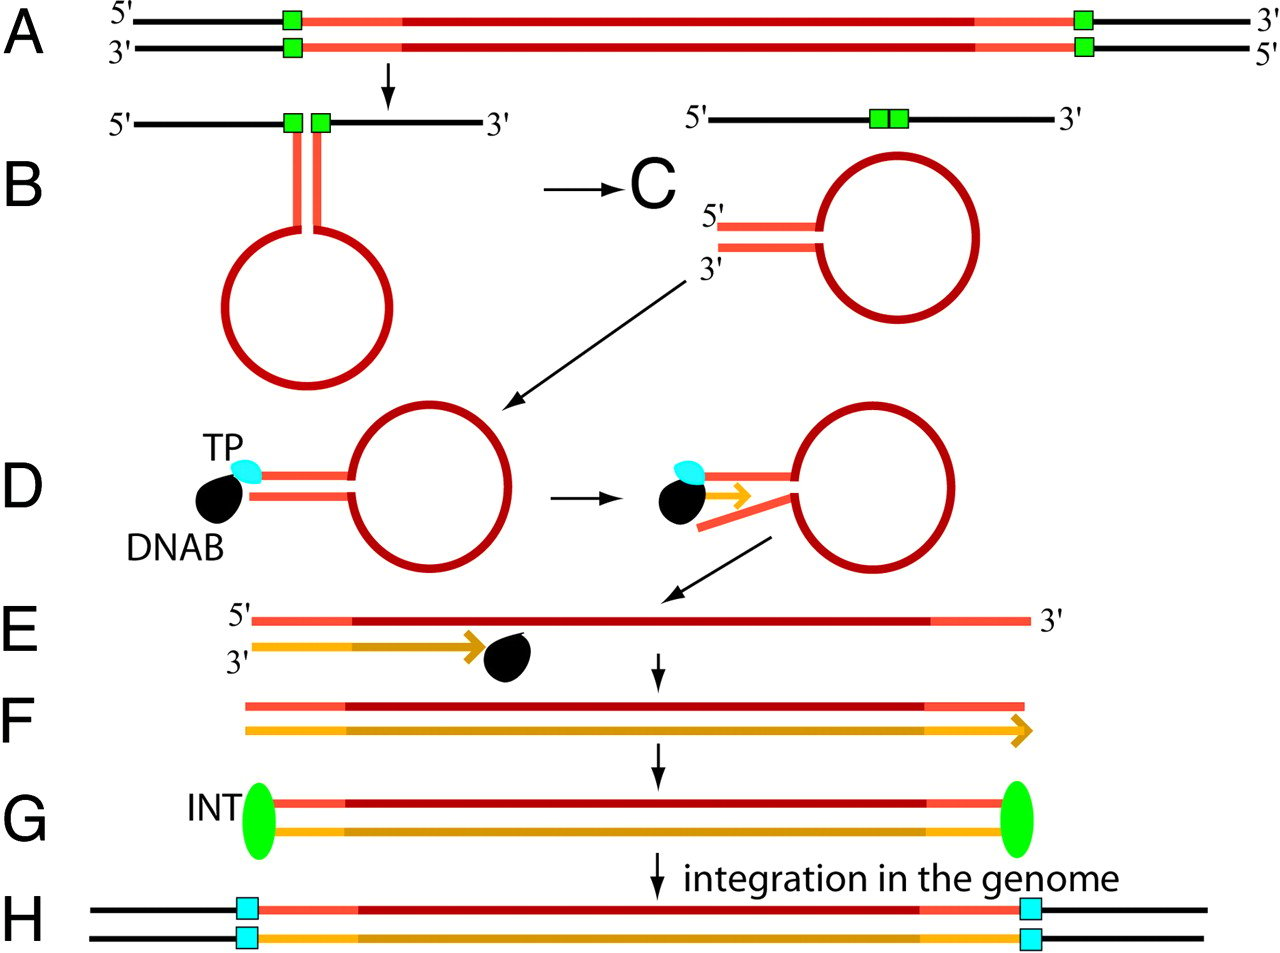 A
5' 3'
3' 5'
B
5' 3'
C
5' 3'
5'
3'
D
TP
DNAB
E
5' 3'
3'
F
G
INT
integration in the genome
H